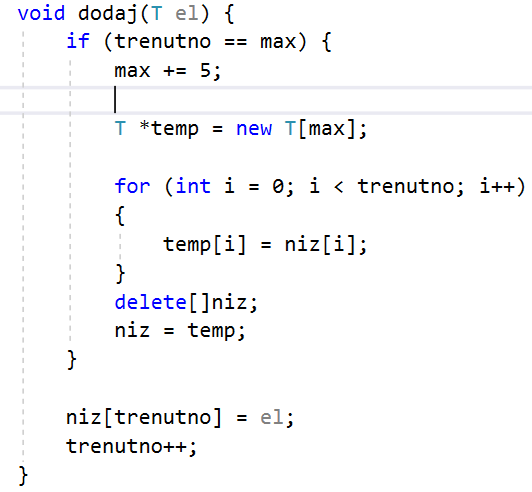 void dodaj(T el) {
if (trenutno == max) {
max += 5;
T *temp = new T[max];
for (int i = 0; i < trenutno; i++)
{
temp[i] = niz[i];
}
delete[]niz;
niz = temp;
}
niz[trenutno] = el;
trenutno++;
}